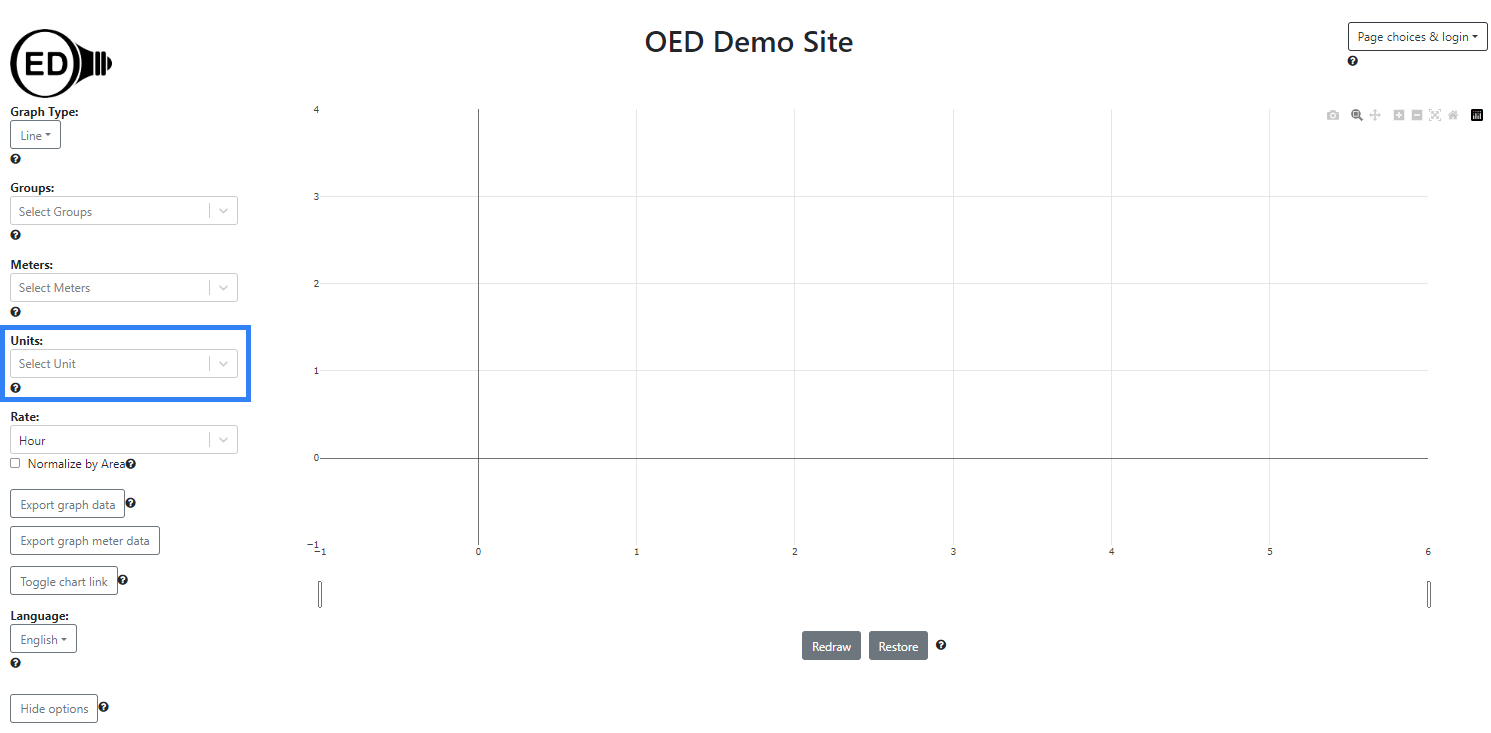 OED Demo Site
Page choices & login
ED
Graph Type:
Line
Groups:
Select Groups
Meters:
Select Meters
Units:
Select Unit
Rate:
Hour
Normalize by Area
Export graph data
Export graph meter data
Toggle chart link
Language:
English
Hide options
4
3
2
1
0
−1
−1 0 1 2 3 4 5 6
Redraw Restore